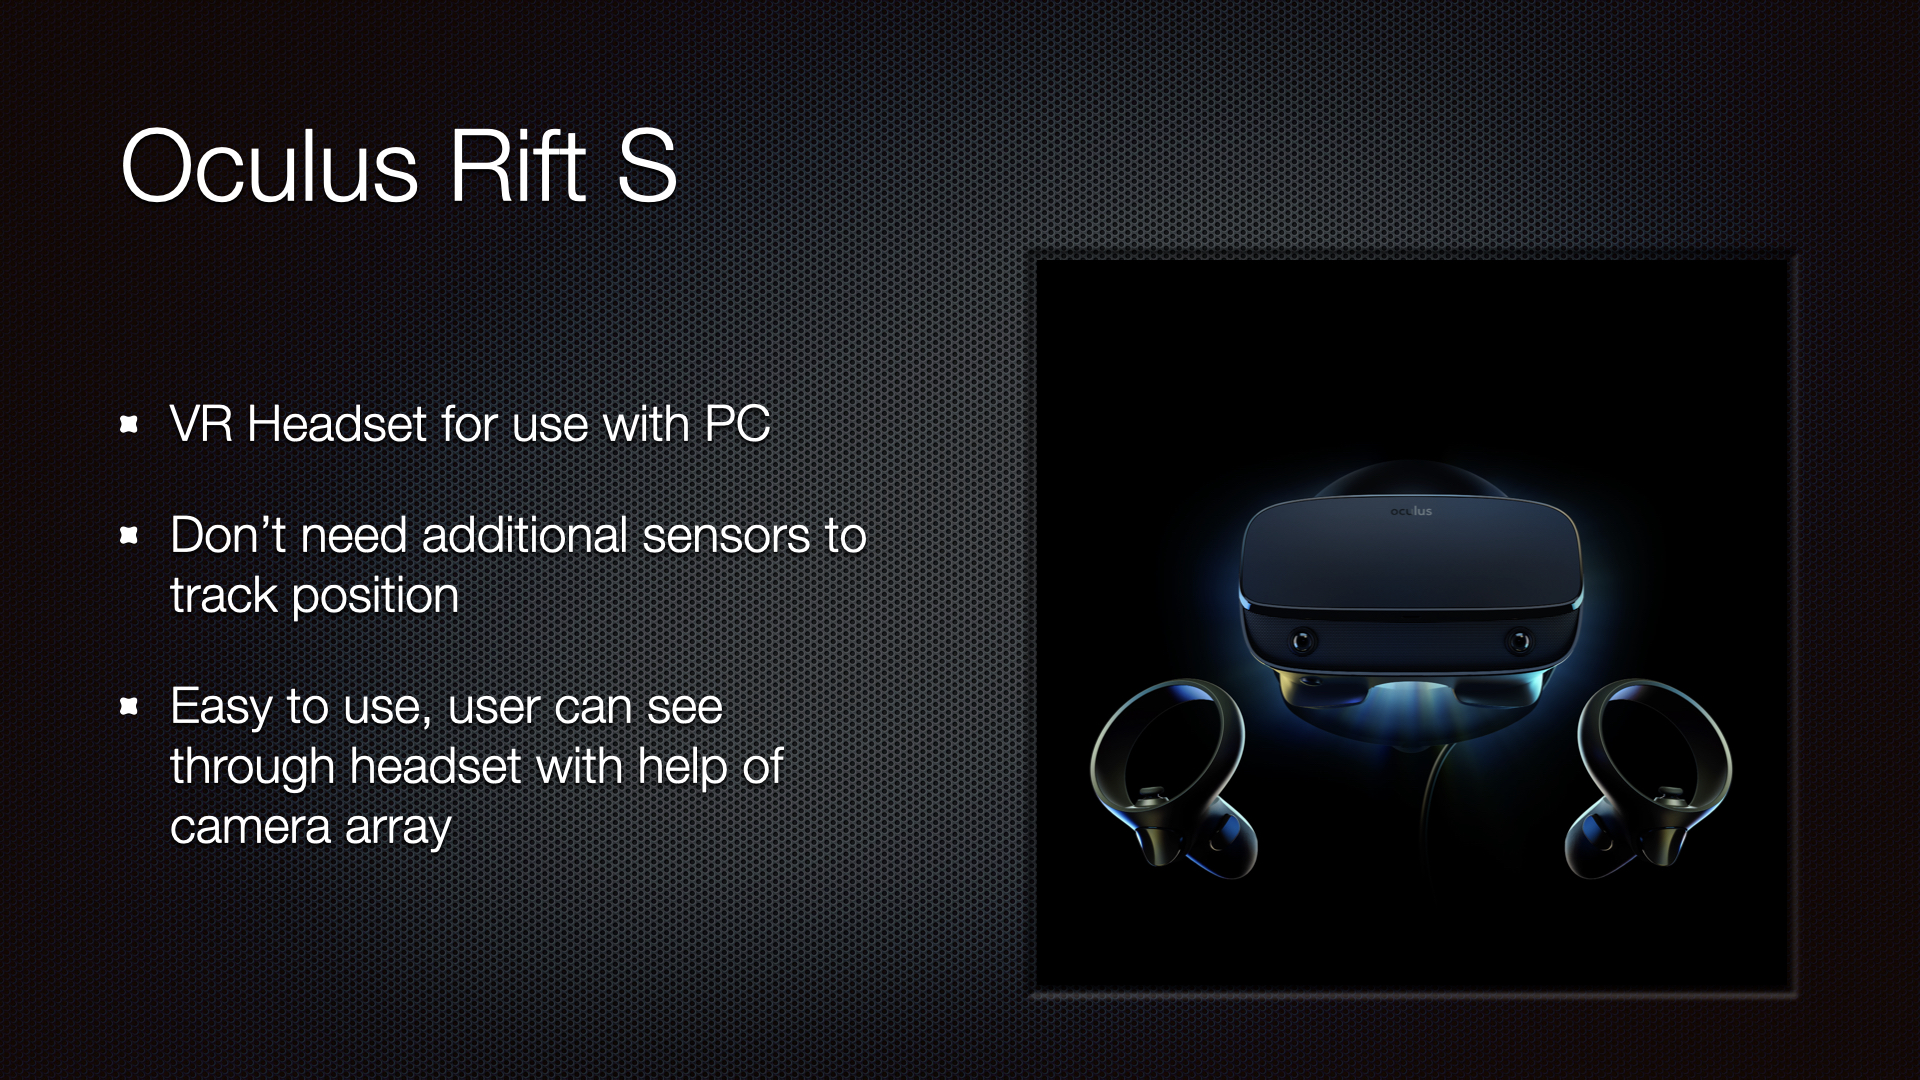 Oculus Rift S
VR Headset for use with PC
Don’t need additional sensors to
track position
Easy to use, user can see
through headset with help of
camera array
oculus